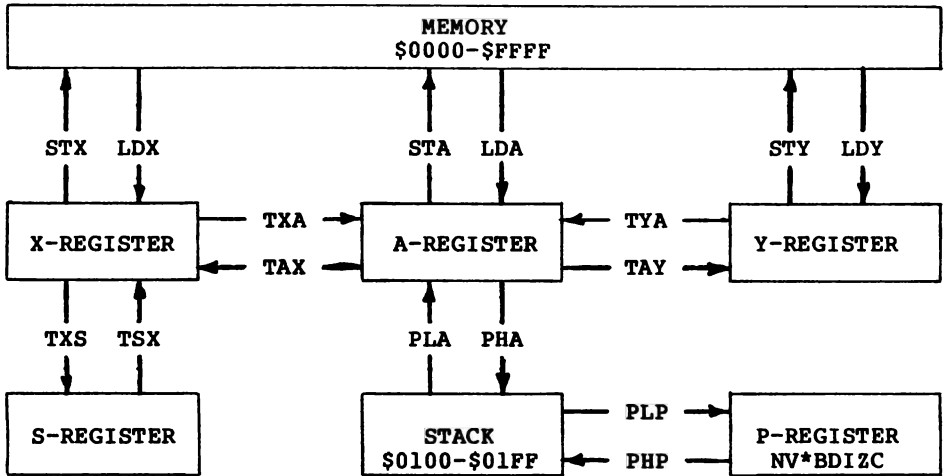 MEMORY
$0000-$FFFF
STX LDX STA LDA STY LDY
X-REGISTER TXA A-REGISTER TYA Y-REGISTER
TAX TAY
TXS TSX PLA PHA
S-REGISTER STACK $0100-$01FF PLP P-REGISTER NV*BDIZC
PHP